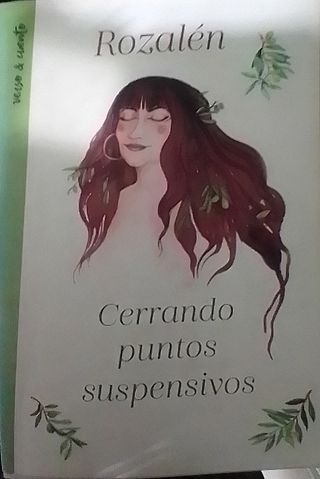 verso & cuento
Rozalén
Cerrando
puntos
suspensivos